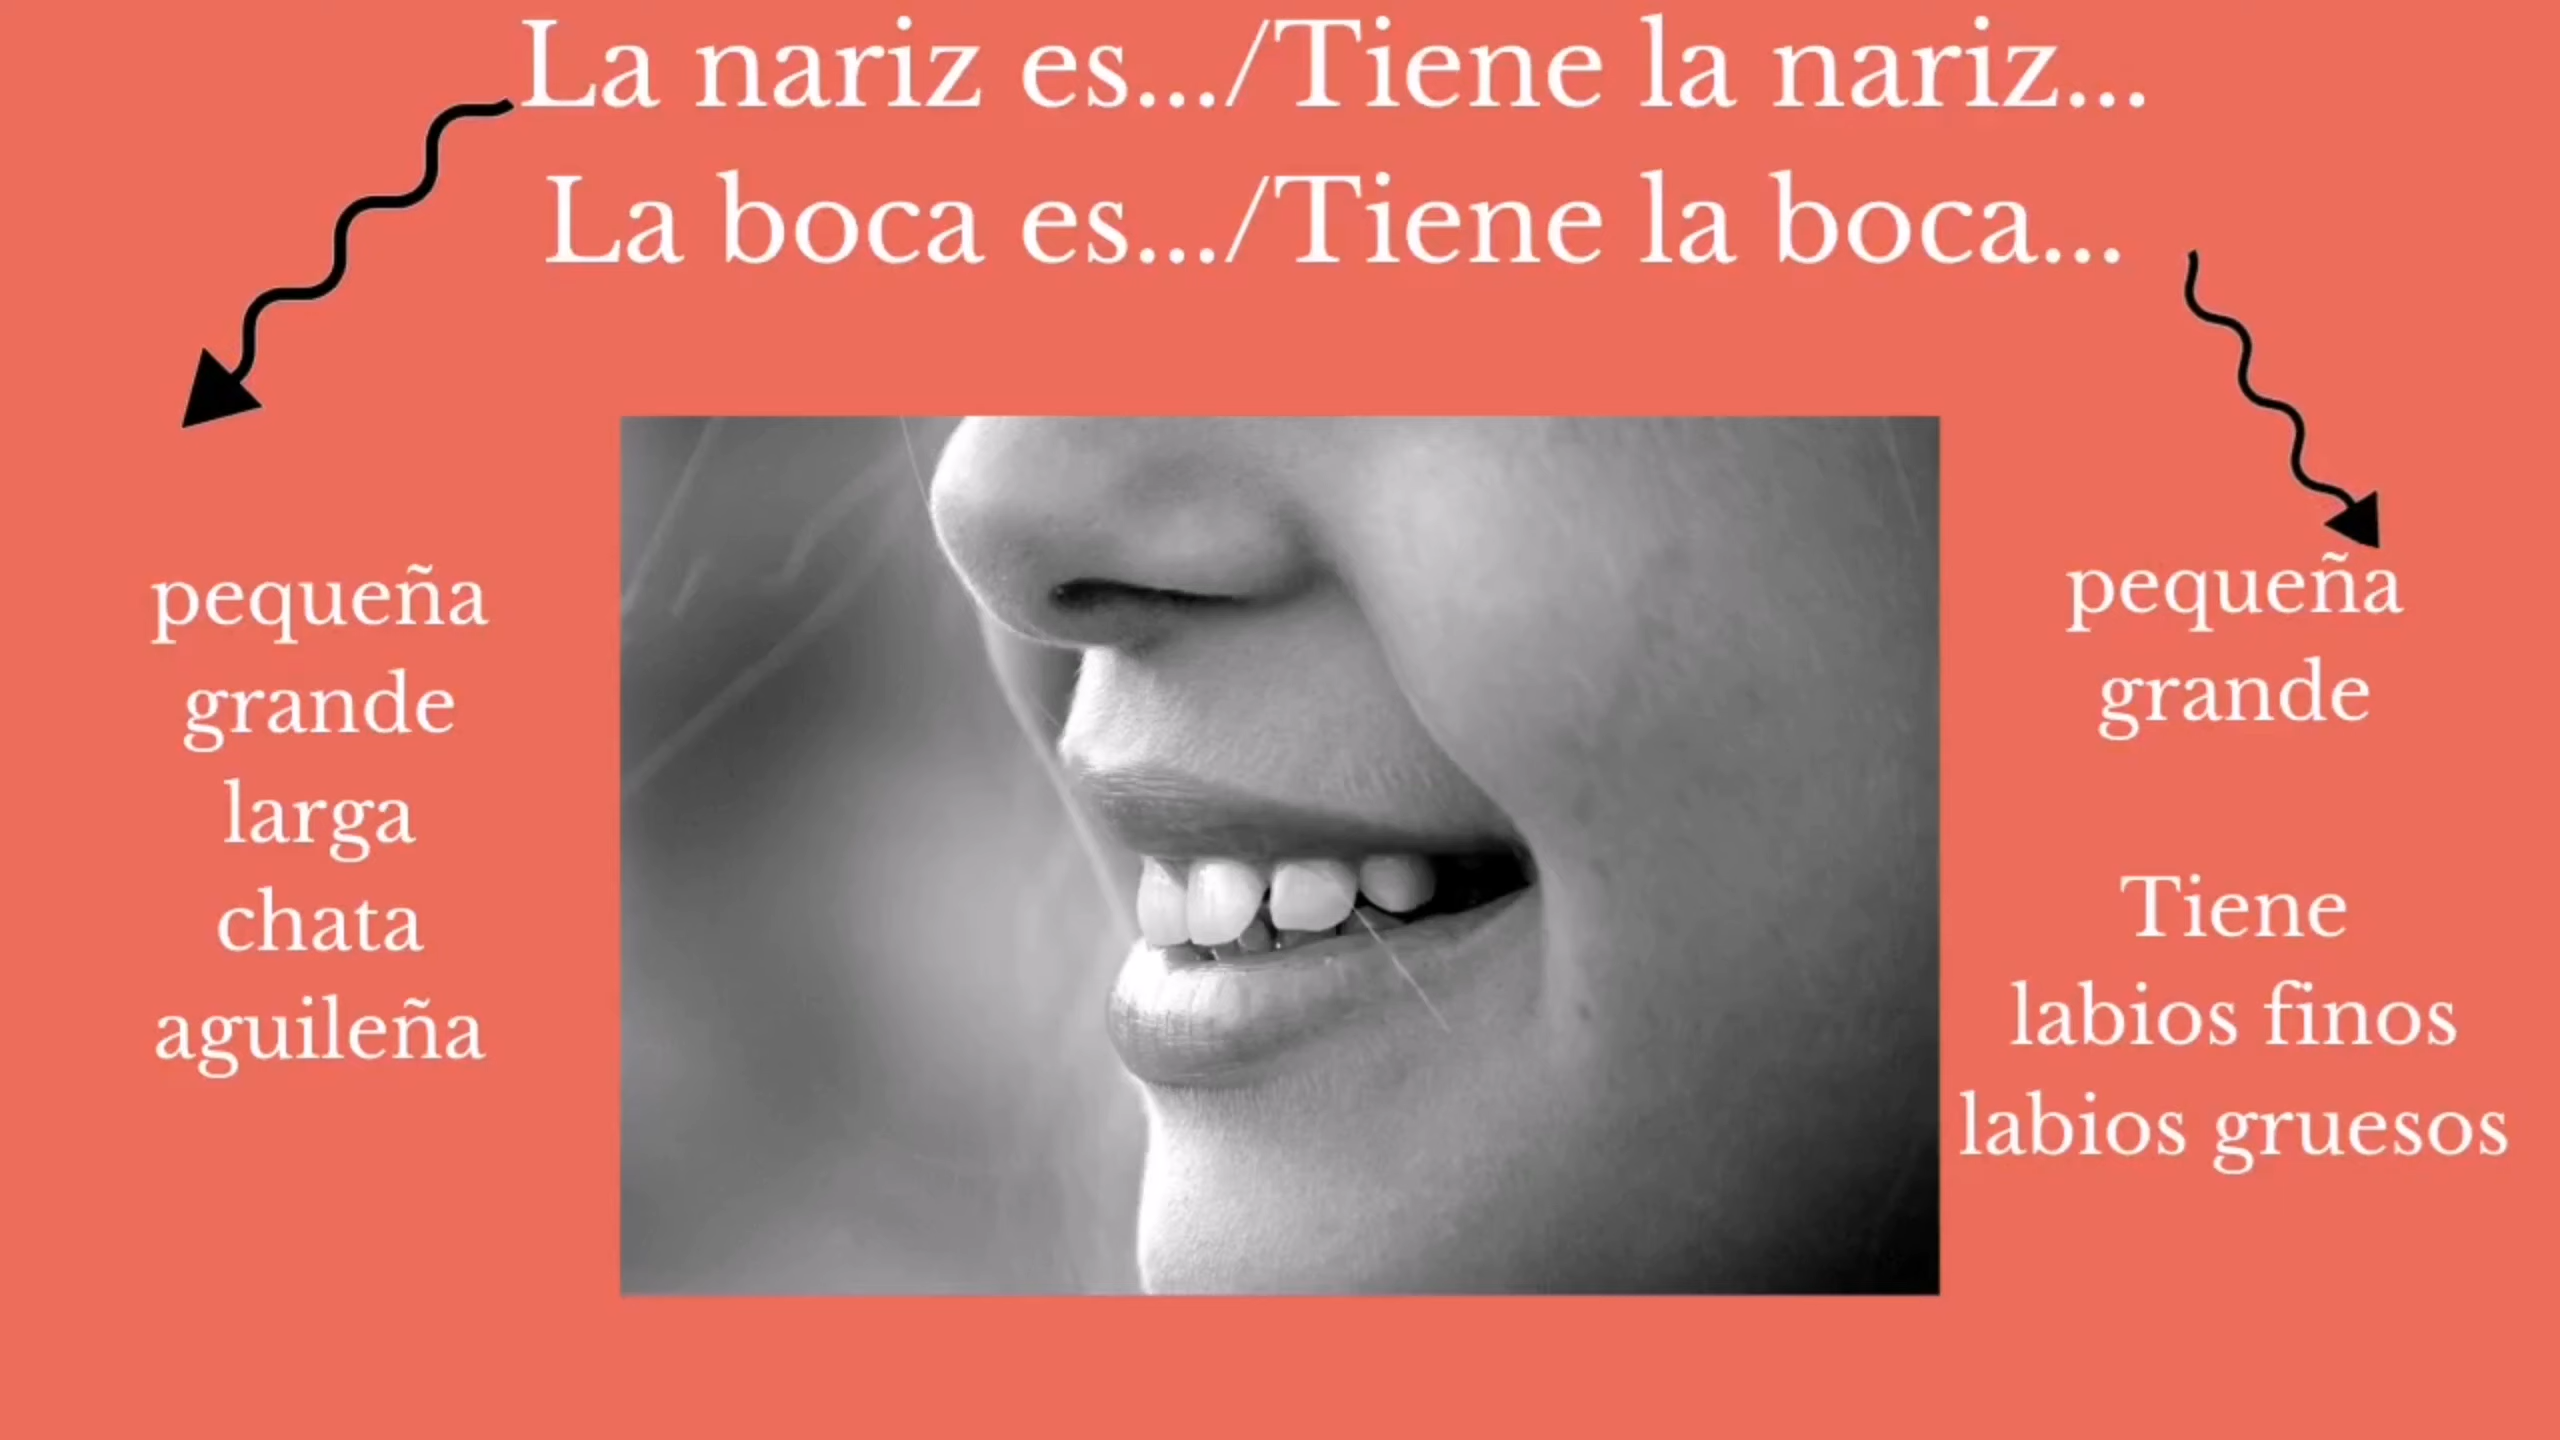 La nariz es.../Tiene la nariz...
La boca es.../Tiene la boca...
pequeña
grande
larga
chata
aguileña
pequeña
grande
Tiene
labios finos
labios gruesos